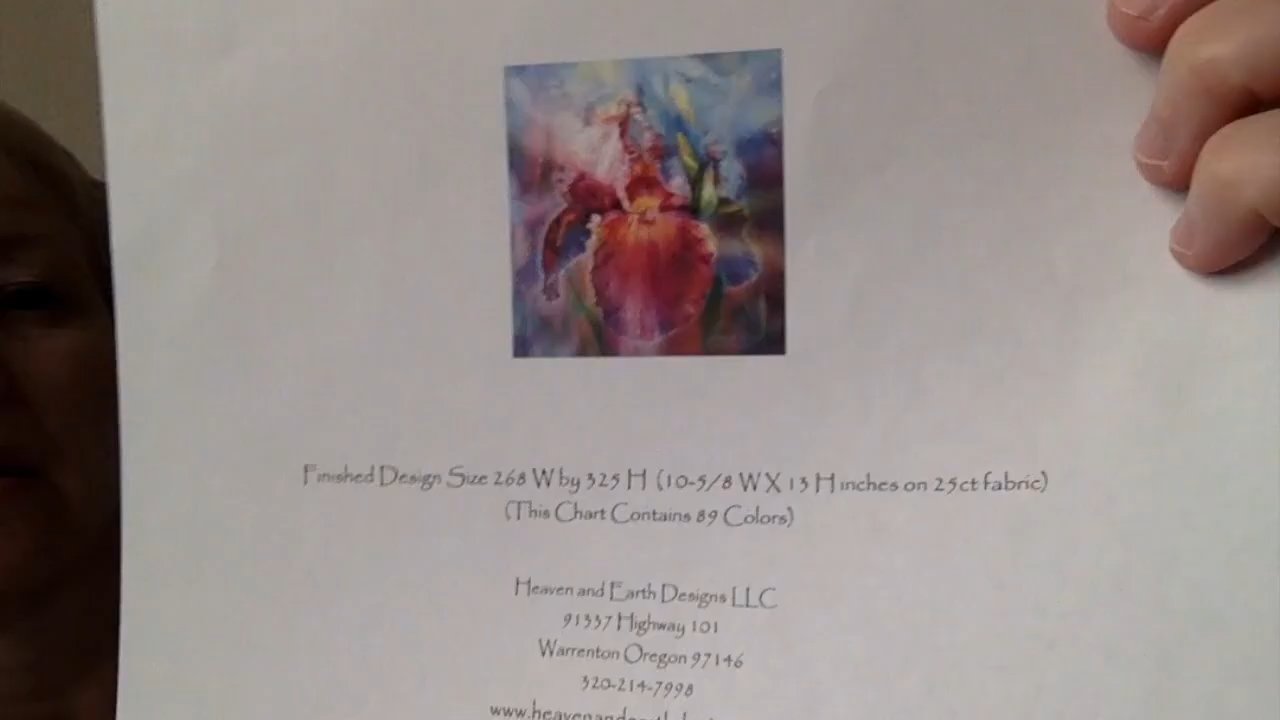 Finished Design Size 268 W by 325 H (10-5/8 W X 13 H inches on 25ct fabric)
(This Chart Contains 89 Colors)
Heaven and Earth Designs LLC
91337 Highway 101
Warrenton Oregon 97146
320-214-7998